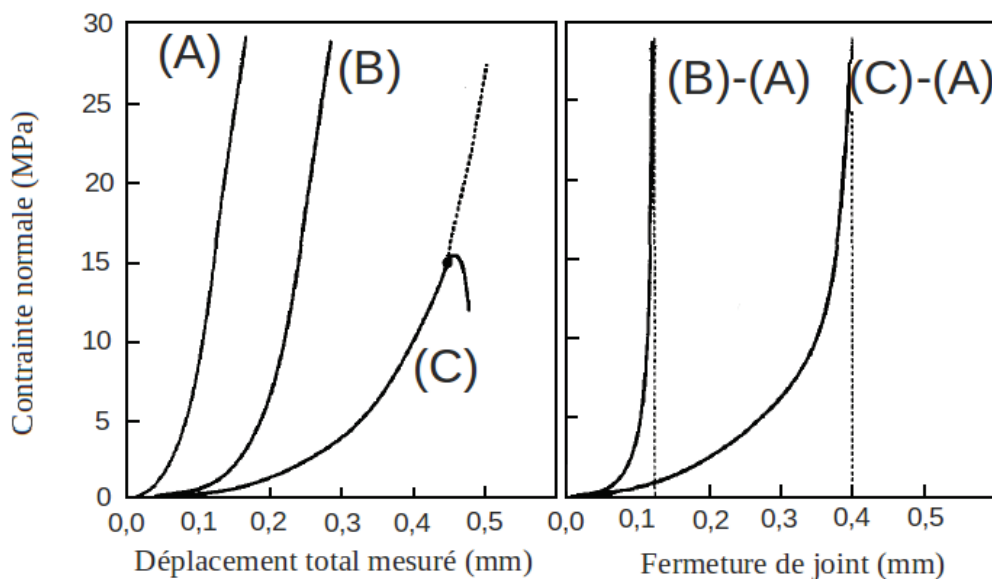 30
25
20
15
10
5
0
Contrainte normale (MPa)
(A)
(B)
(C)
0,0 0,1 0,2 0,3 0,4 0,5
Déplacement total mesuré (mm)
(B)-(A)
(C)-(A)
0,0 0,1 0,2 0,3 0,4 0,5
Fermeture de joint (mm)